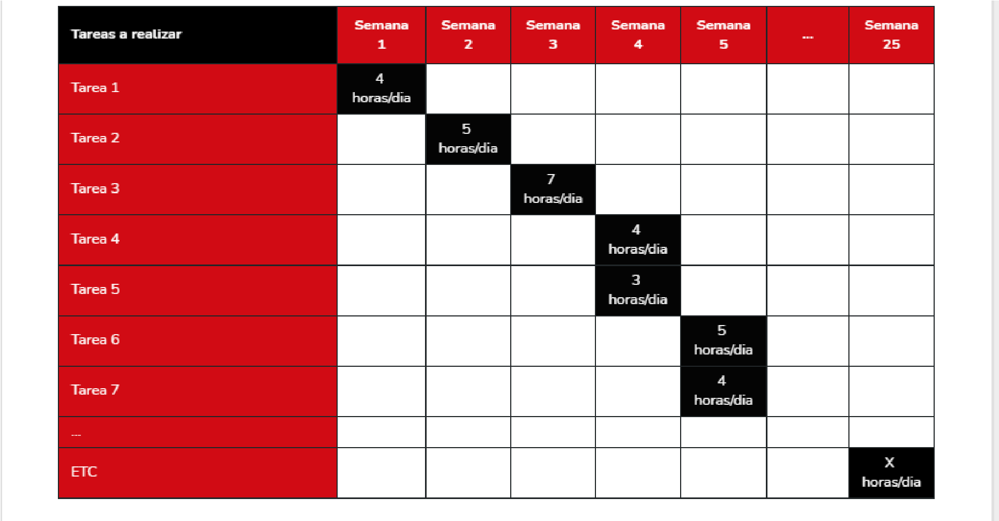 Tareas a realizar
Semana 1
Semana 2
Semana 3
Semana 4
Semana 5
...
Semana 25
Tarea 1
4 horas/dia
Tarea 2
5 horas/dia
Tarea 3
7 horas/dia
Tarea 4
4 horas/dia
Tarea 5
3 horas/dia
Tarea 6
5 horas/dia
Tarea 7
4 horas/dia
...
ETC
X horas/dia